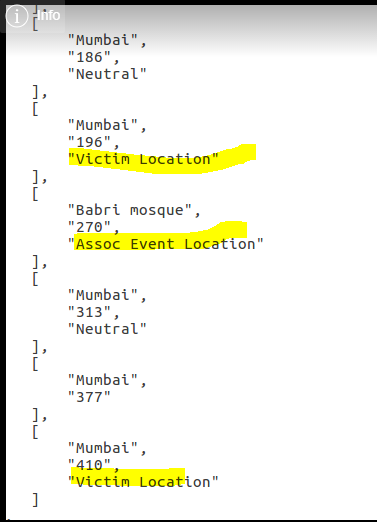 Info
[
"Mumbai",
"186",
"Neutral"
],
[
"Mumbai",
"196",
"Victim Location"
],
[
"Babri mosque",
"270",
"Assoc Event Location"
],
[
"Mumbai",
"313",
"Neutral"
],
[
"Mumbai",
"377"
],
[
"Mumbai",
"410",
"Victim Location"
]